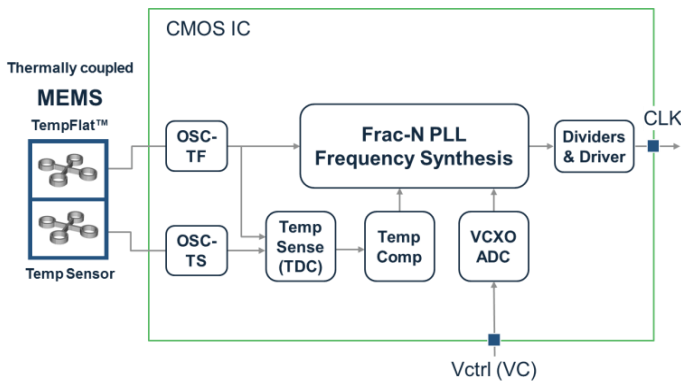 CMOS IC
Thermally coupled
MEMS
TempFlat™
Temp Sensor
OSC-
TF
OSC-
TS
Temp
Sense
(TDC)
Temp
Comp
Frac-N PLL
Frequency Synthesis
VCXO
ADC
Dividers
& Driver
CLK
Vctrl (VC)